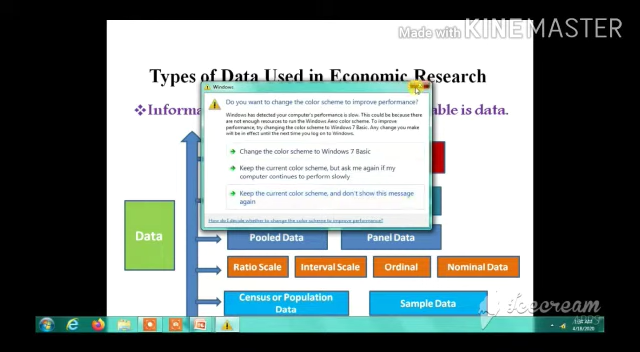 Made with KINEMASTER
Types of Data Used in Economic Research
❖Informa
able is data.
Windows
Do you want to change the color scheme to improve performance?
Windows has detected your computer's performance is slow. This could be because there
are not enough resources to run the Windows Aero color scheme. To improve
performance, try changing the color scheme to Windows 7 Basic. Any change you make
will be in effect until the next time you log on to Windows.
Change the color scheme to Windows 7 Basic
Keep the current color scheme, but ask me again if my
computer continues to perform slowly
Keep the current color scheme, and don't show this message
again
How do I decide whether to change the color scheme to improve performance?
Data
Pooled Data
Panel Data
Ratio Scale
Interval Scale
Ordinal
Nominal Data
Census or Population
Data
Sample Data
icecream
4/18/2020